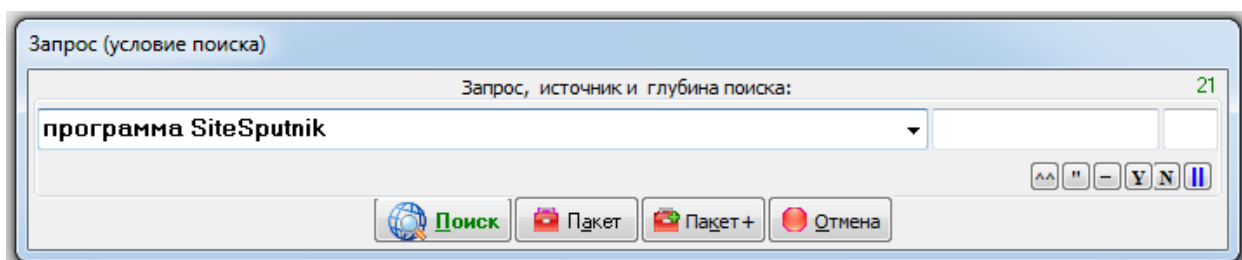 Запрос (условие поиска)
Запрос, источник и глубина поиска: 21
программа SiteSputnik
^^ " − Y N ||
Поиск Пакет Пакет+ Отмена